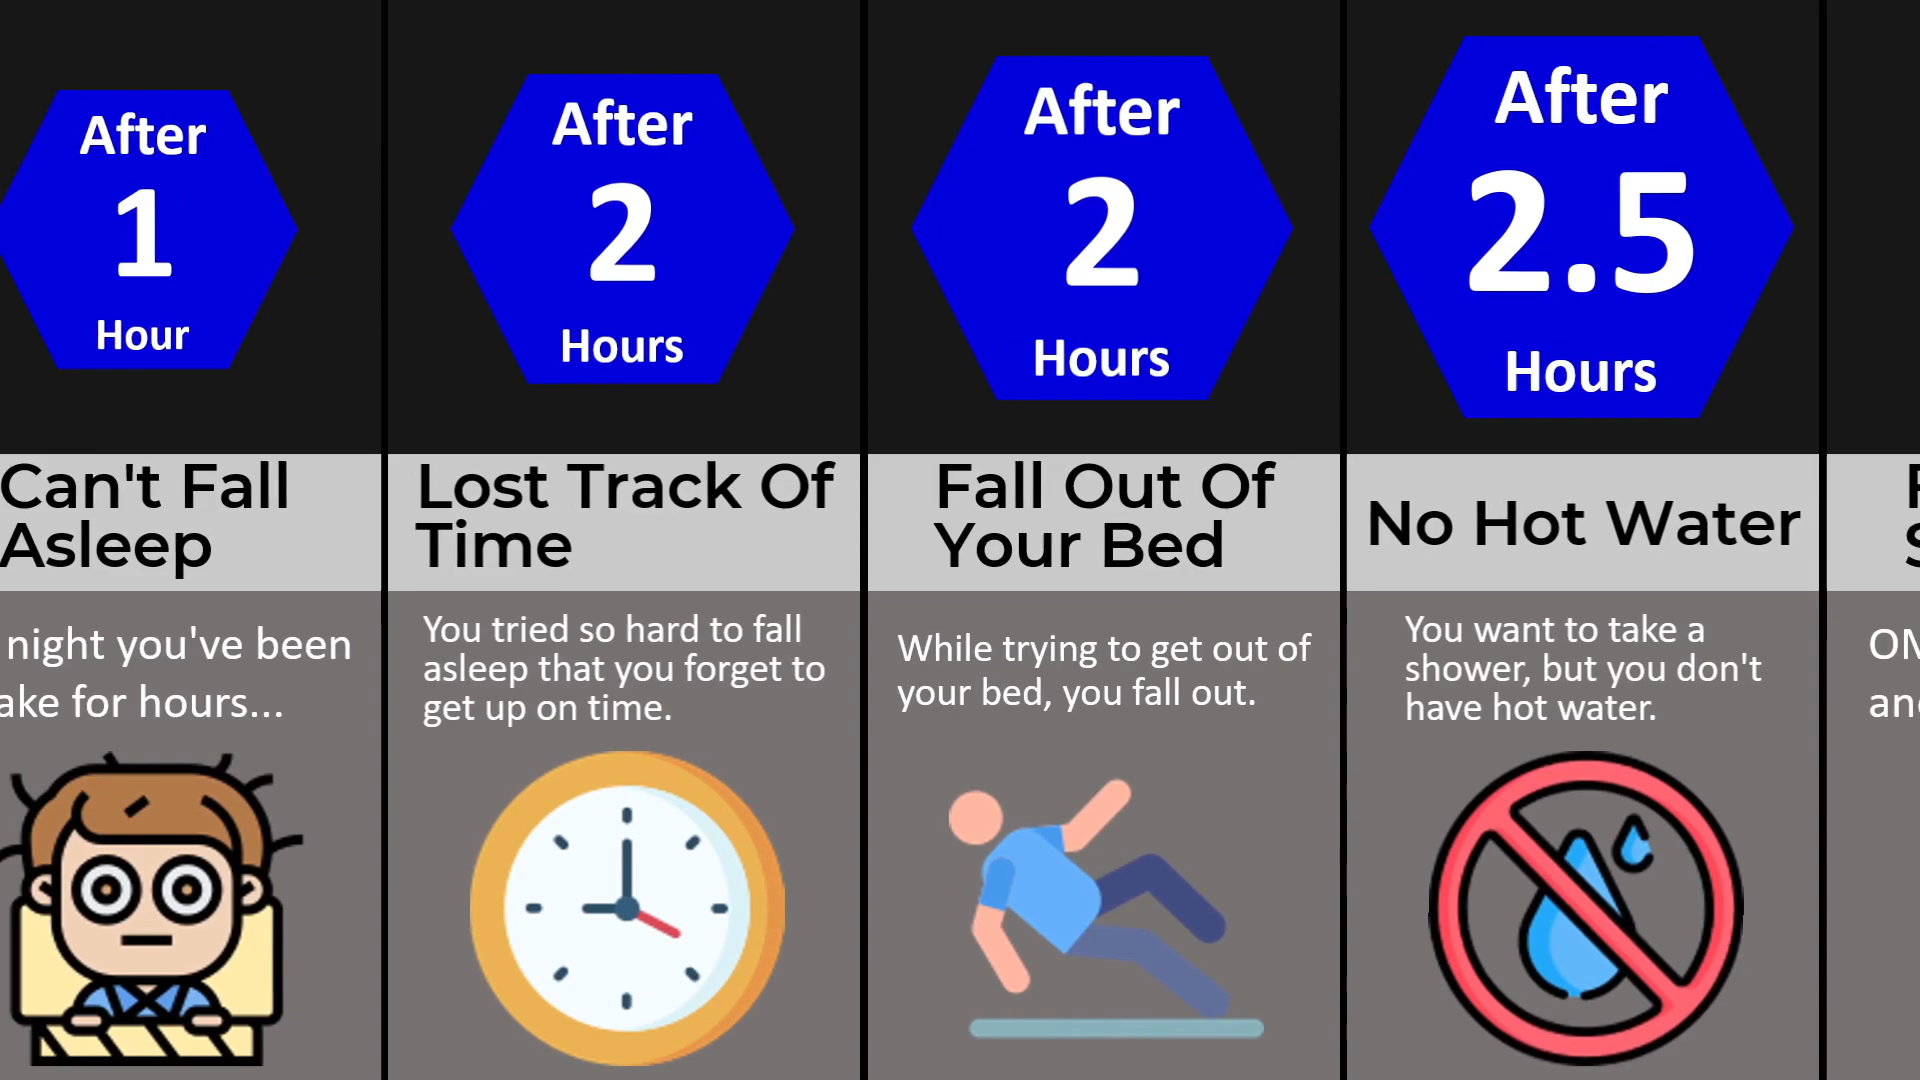 After
1
Hour
Can't Fall
Asleep
night you've been
ake for hours...
After
2
Hours
Lost Track Of
Time
You tried so hard to fall
asleep that you forget to
get up on time.
After
2
Hours
Fall Out Of
Your Bed
While trying to get out of
your bed, you fall out.
After
2.5
Hours
No Hot Water
You want to take a
shower, but you don't
have hot water.